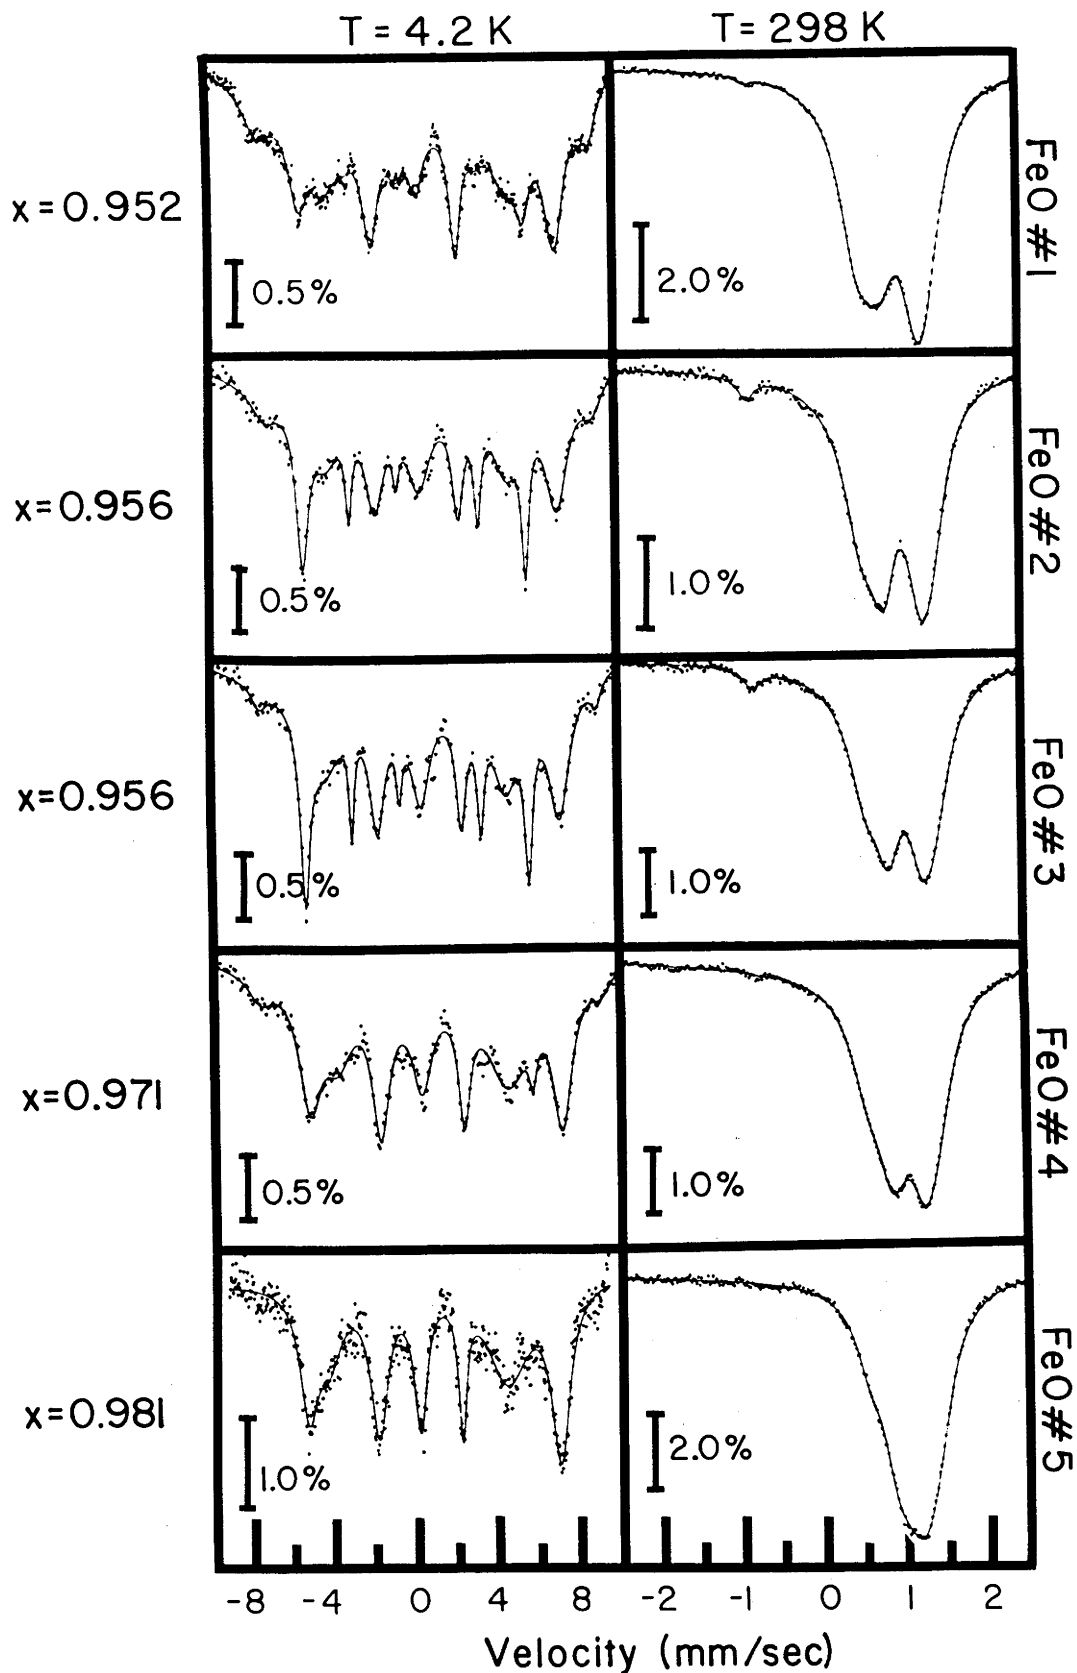 T = 4.2 K
T = 298 K
x = 0.952
0.5%
2.0%
FeO #1
x = 0.956
0.5%
1.0%
FeO #2
x = 0.956
0.5%
1.0%
FeO #3
x = 0.971
0.5%
1.0%
FeO #4
x = 0.981
1.0%
2.0%
FeO #5
-8 -4 0 4 8 -2 -1 0 1 2
Velocity (mm/sec)